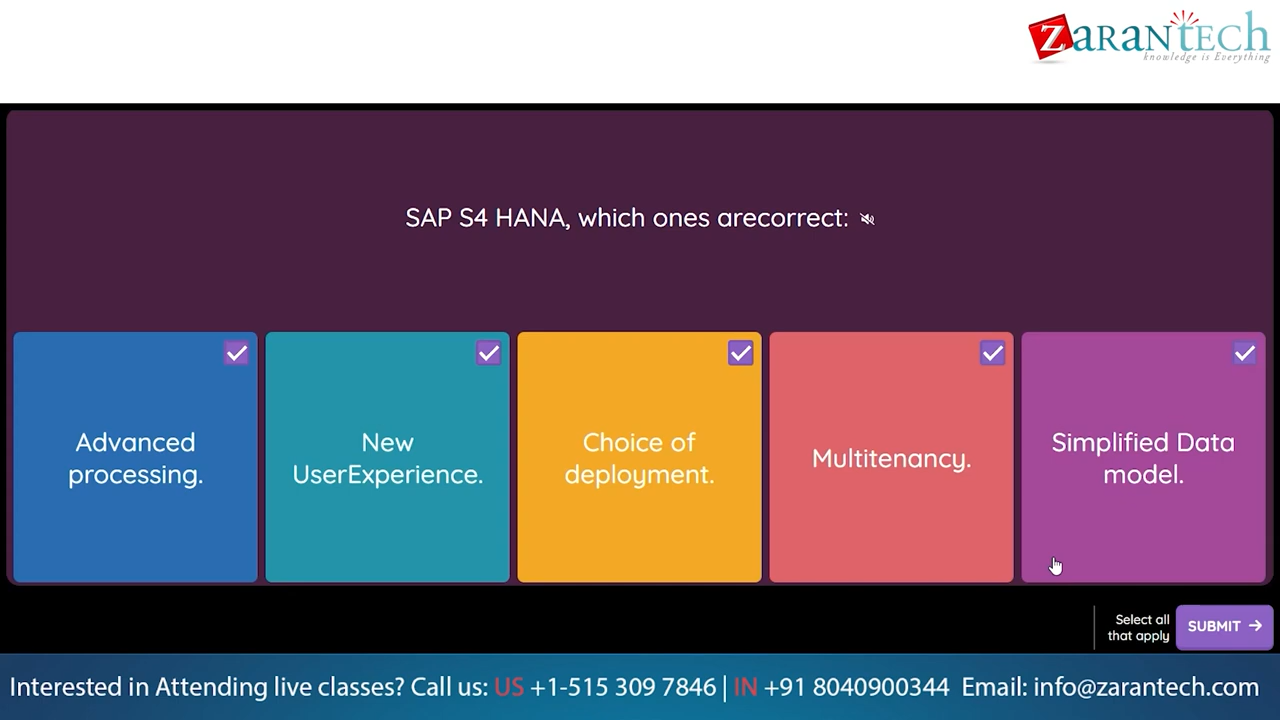 ZARANTECH
knowledge is Everything
SAP S4 HANA, which ones arecorrect:
Advanced
processing.
New
UserExperience.
Choice of
deployment.
Multitenancy.
Simplified Data
model.
Select all
that apply
SUBMIT →
Interested in Attending live classes? Call us: US +1-515 309 7846 | IN +91 8040900344 Email: info@zarantech.com